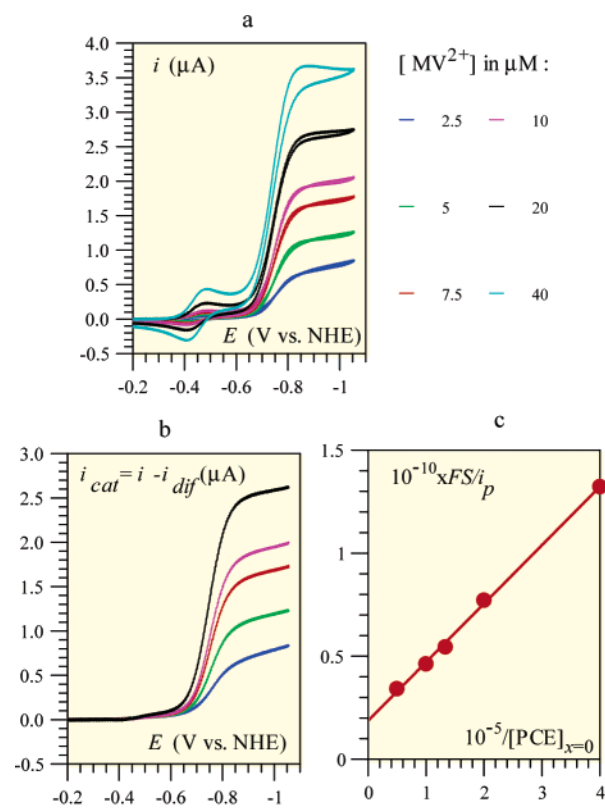 a
i (μA)
4.0
3.5
3.0
2.5
2.0
1.5
1.0
0.5
0.0
-0.5
E (V vs. NHE)
-0.2 -0.4 -0.6 -0.8 -1
[ MV2+] in μM :
2.5 10
5 20
7.5 40
b
i cat = i - i dif (μA)
3.0
2.5
2.0
1.5
1.0
0.5
0.0
-0.5
E (V vs. NHE)
-0.2 -0.4 -0.6 -0.8 -1
c
10-10xFS/ip
1.5
1
0.5
0
10-5/[PCE]x=0
0 1 2 3 4